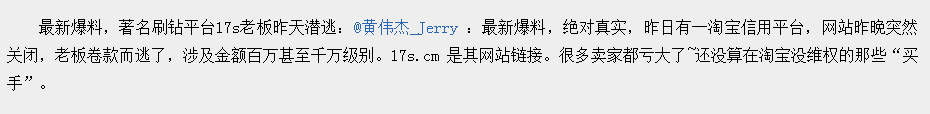 最新爆料，著名刷钻平台17s老板昨天潜逃：@黄伟杰_Jerry ：最新爆料，绝对真实，昨日有一淘宝信用平台，网站昨晚突然
关闭，老板卷款而逃了，涉及金额百万甚至千万级别。17s.cm 是其网站链接。很多卖家都亏大了~还没算在淘宝没维权的那些“买
手”。